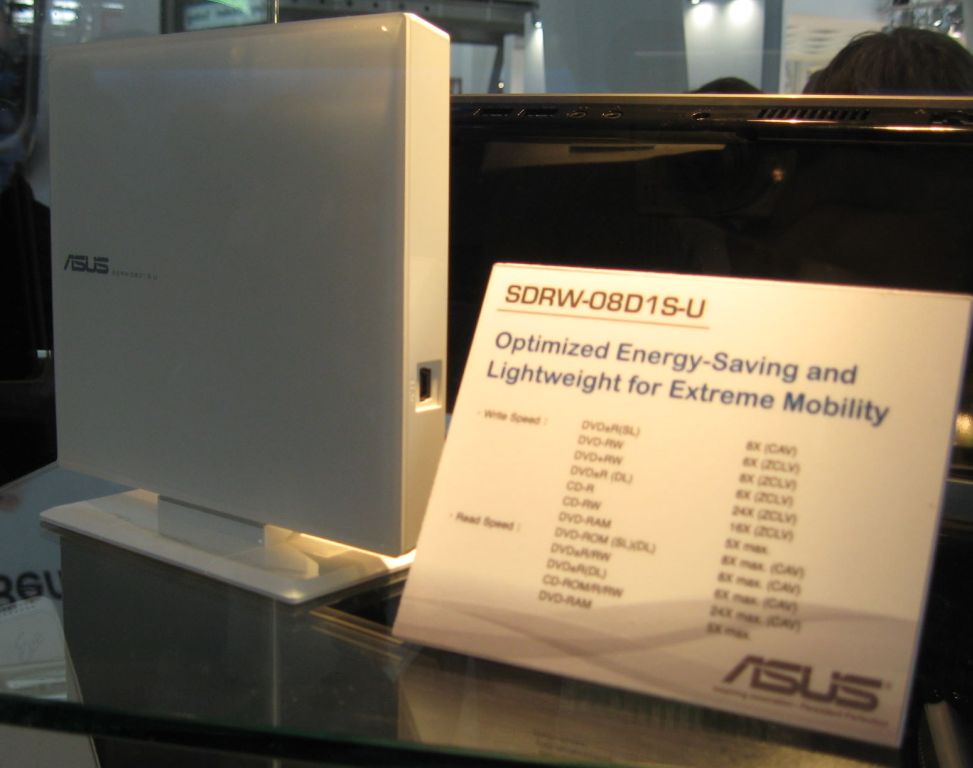 ASUS
SDRW-08D1S-U
Optimized Energy-Saving and
Lightweight for Extreme Mobility
- Write Speed : DVD±R(SL) 8X (CAV)
DVD-RW 6X (ZCLV)
DVD+RW 8X (ZCLV)
DVD±R (DL) 6X (ZCLV)
CD-R 24X (ZCLV)
CD-RW 16X (ZCLV)
DVD-RAM 5X max.
- Read Speed : DVD-ROM (SL)(DL) 8X max. (CAV)
DVD±R/RW 8X max. (CAV)
DVD±R(DL) 6X max. (CAV)
CD-ROM/R/RW 24X max. (CAV)
DVD-RAM 5X max.
ASUS